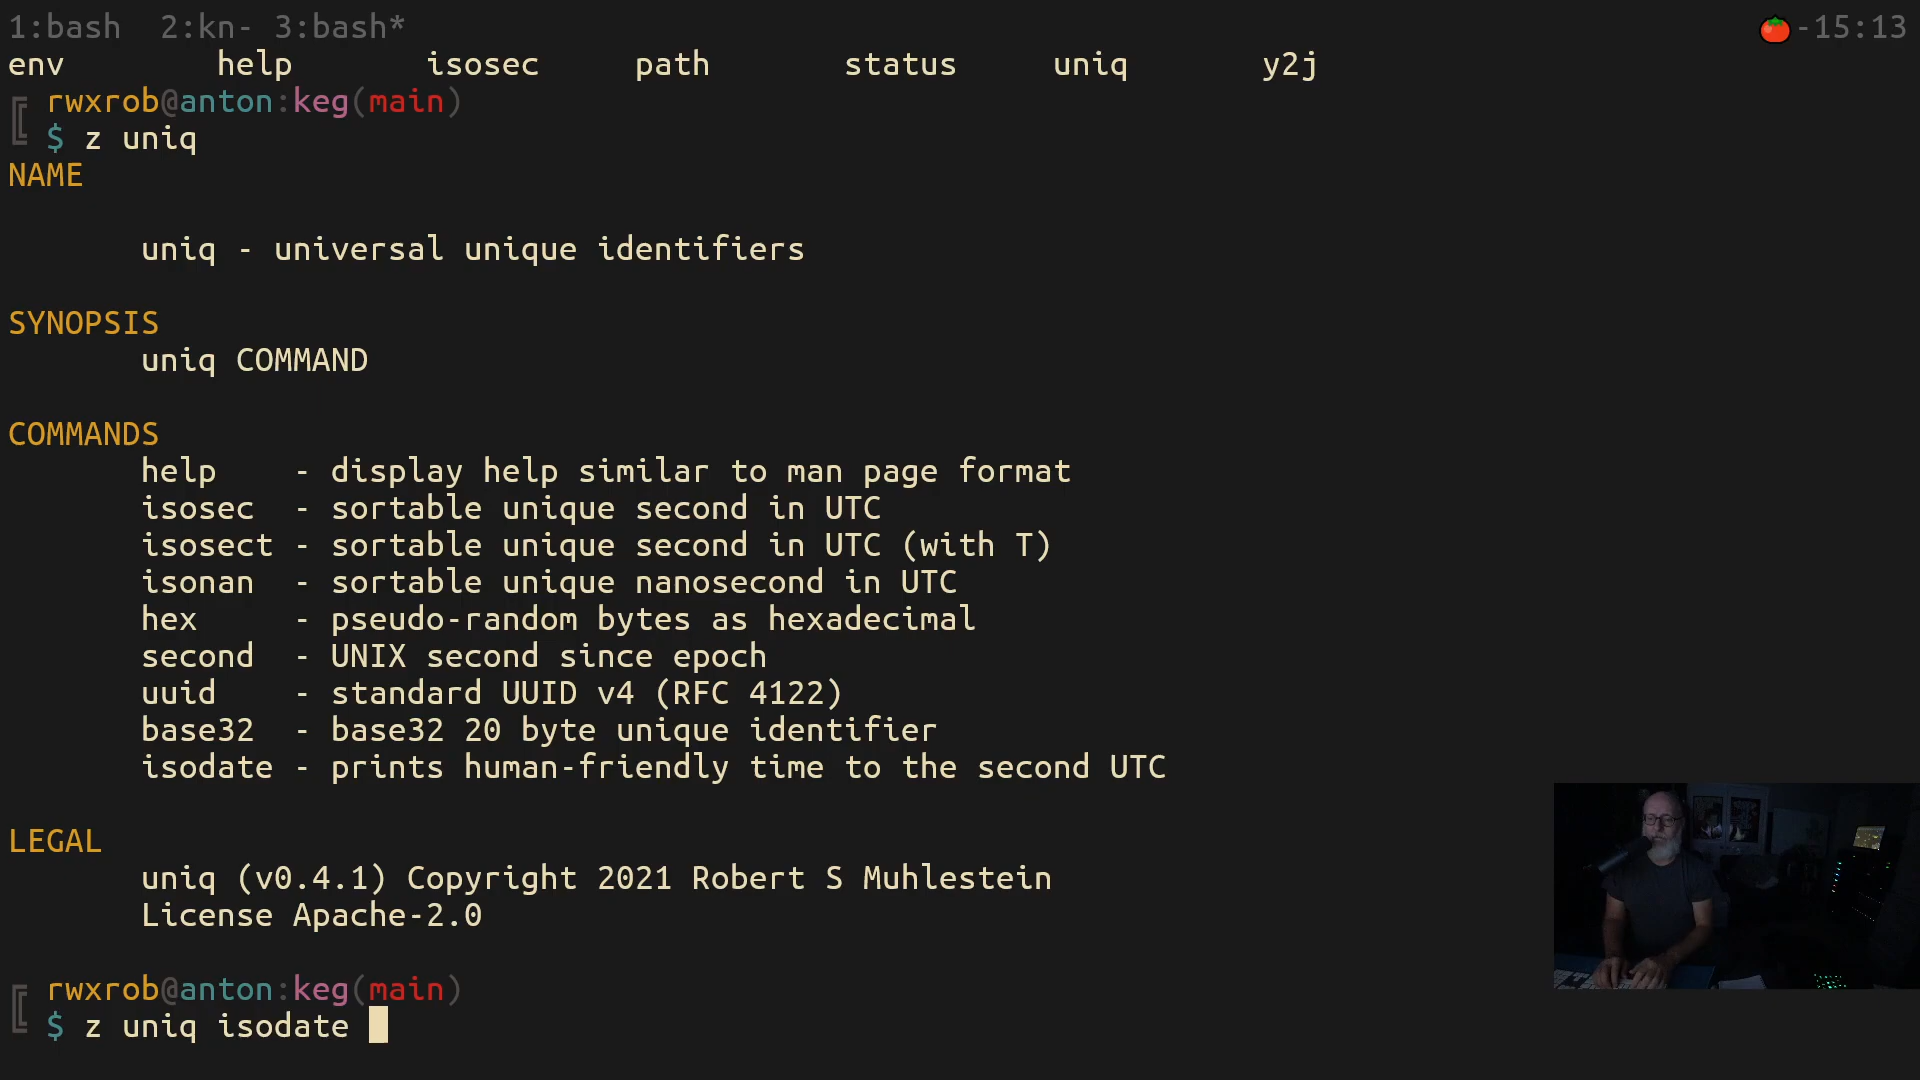 1:bash  2:kn- 3:bash* 🍅-15:13
env        help       isosec     path       status     uniq       y2j
rwxrob@anton:keg(main)
$ z uniq
NAME
uniq - universal unique identifiers
SYNOPSIS
uniq COMMAND
COMMANDS
help    - display help similar to man page format
isosec  - sortable unique second in UTC
isosect - sortable unique second in UTC (with T)
isonan  - sortable unique nanosecond in UTC
hex     - pseudo-random bytes as hexadecimal
second  - UNIX second since epoch
uuid    - standard UUID v4 (RFC 4122)
base32  - base32 20 byte unique identifier
isodate - prints human-friendly time to the second UTC
LEGAL
uniq (v0.4.1) Copyright 2021 Robert S Muhlestein
License Apache-2.0
rwxrob@anton:keg(main)
$ z uniq isodate